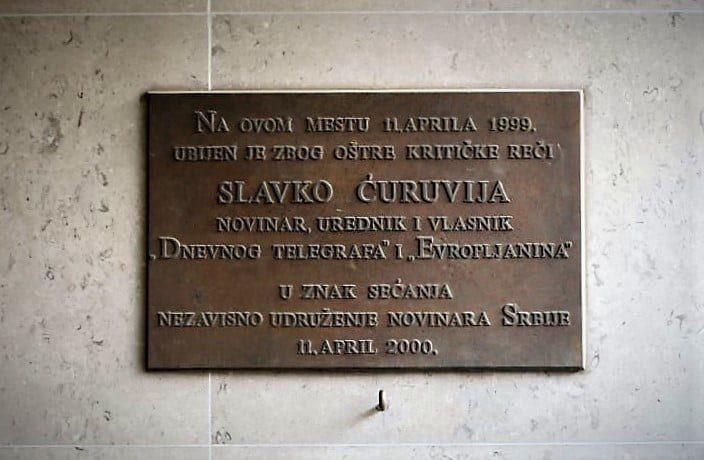 Na ovom mestu 11. aprila 1999.
ubijen je zbog oštre kritičke reči
SLAVKO ĆURUVIJA
novinar, urednik i vlasnik
„Dnevnog telegrafa" i „Evropljanina"
u znak sećanja
nezavisno udruženje novinara Srbije
11. april 2000.